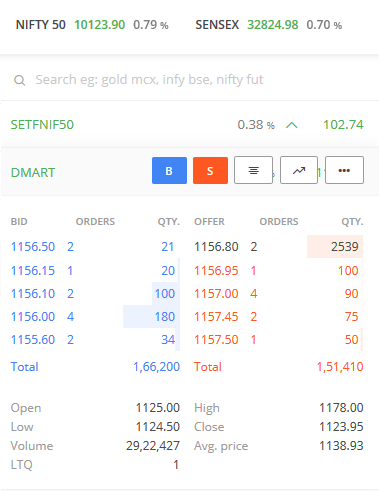 NIFTY 50 10123.90 0.79 % SENSEX 32824.98 0.70 %
Search eg: gold mcx, infy bse, nifty fut
SETFNIF50 0.38 % 102.74
DMART B S
BID ORDERS QTY. OFFER ORDERS QTY.
1156.50 2 21 1156.80 2 2539
1156.15 1 20 1156.95 1 100
1156.10 2 100 1157.00 4 90
1156.00 4 180 1157.45 2 75
1155.60 2 34 1157.50 1 50
Total 1,66,200 Total 1,51,410
Open 1125.00 High 1178.00
Low 1124.50 Close 1123.95
Volume 29,22,427 Avg. price 1138.93
LTQ 1